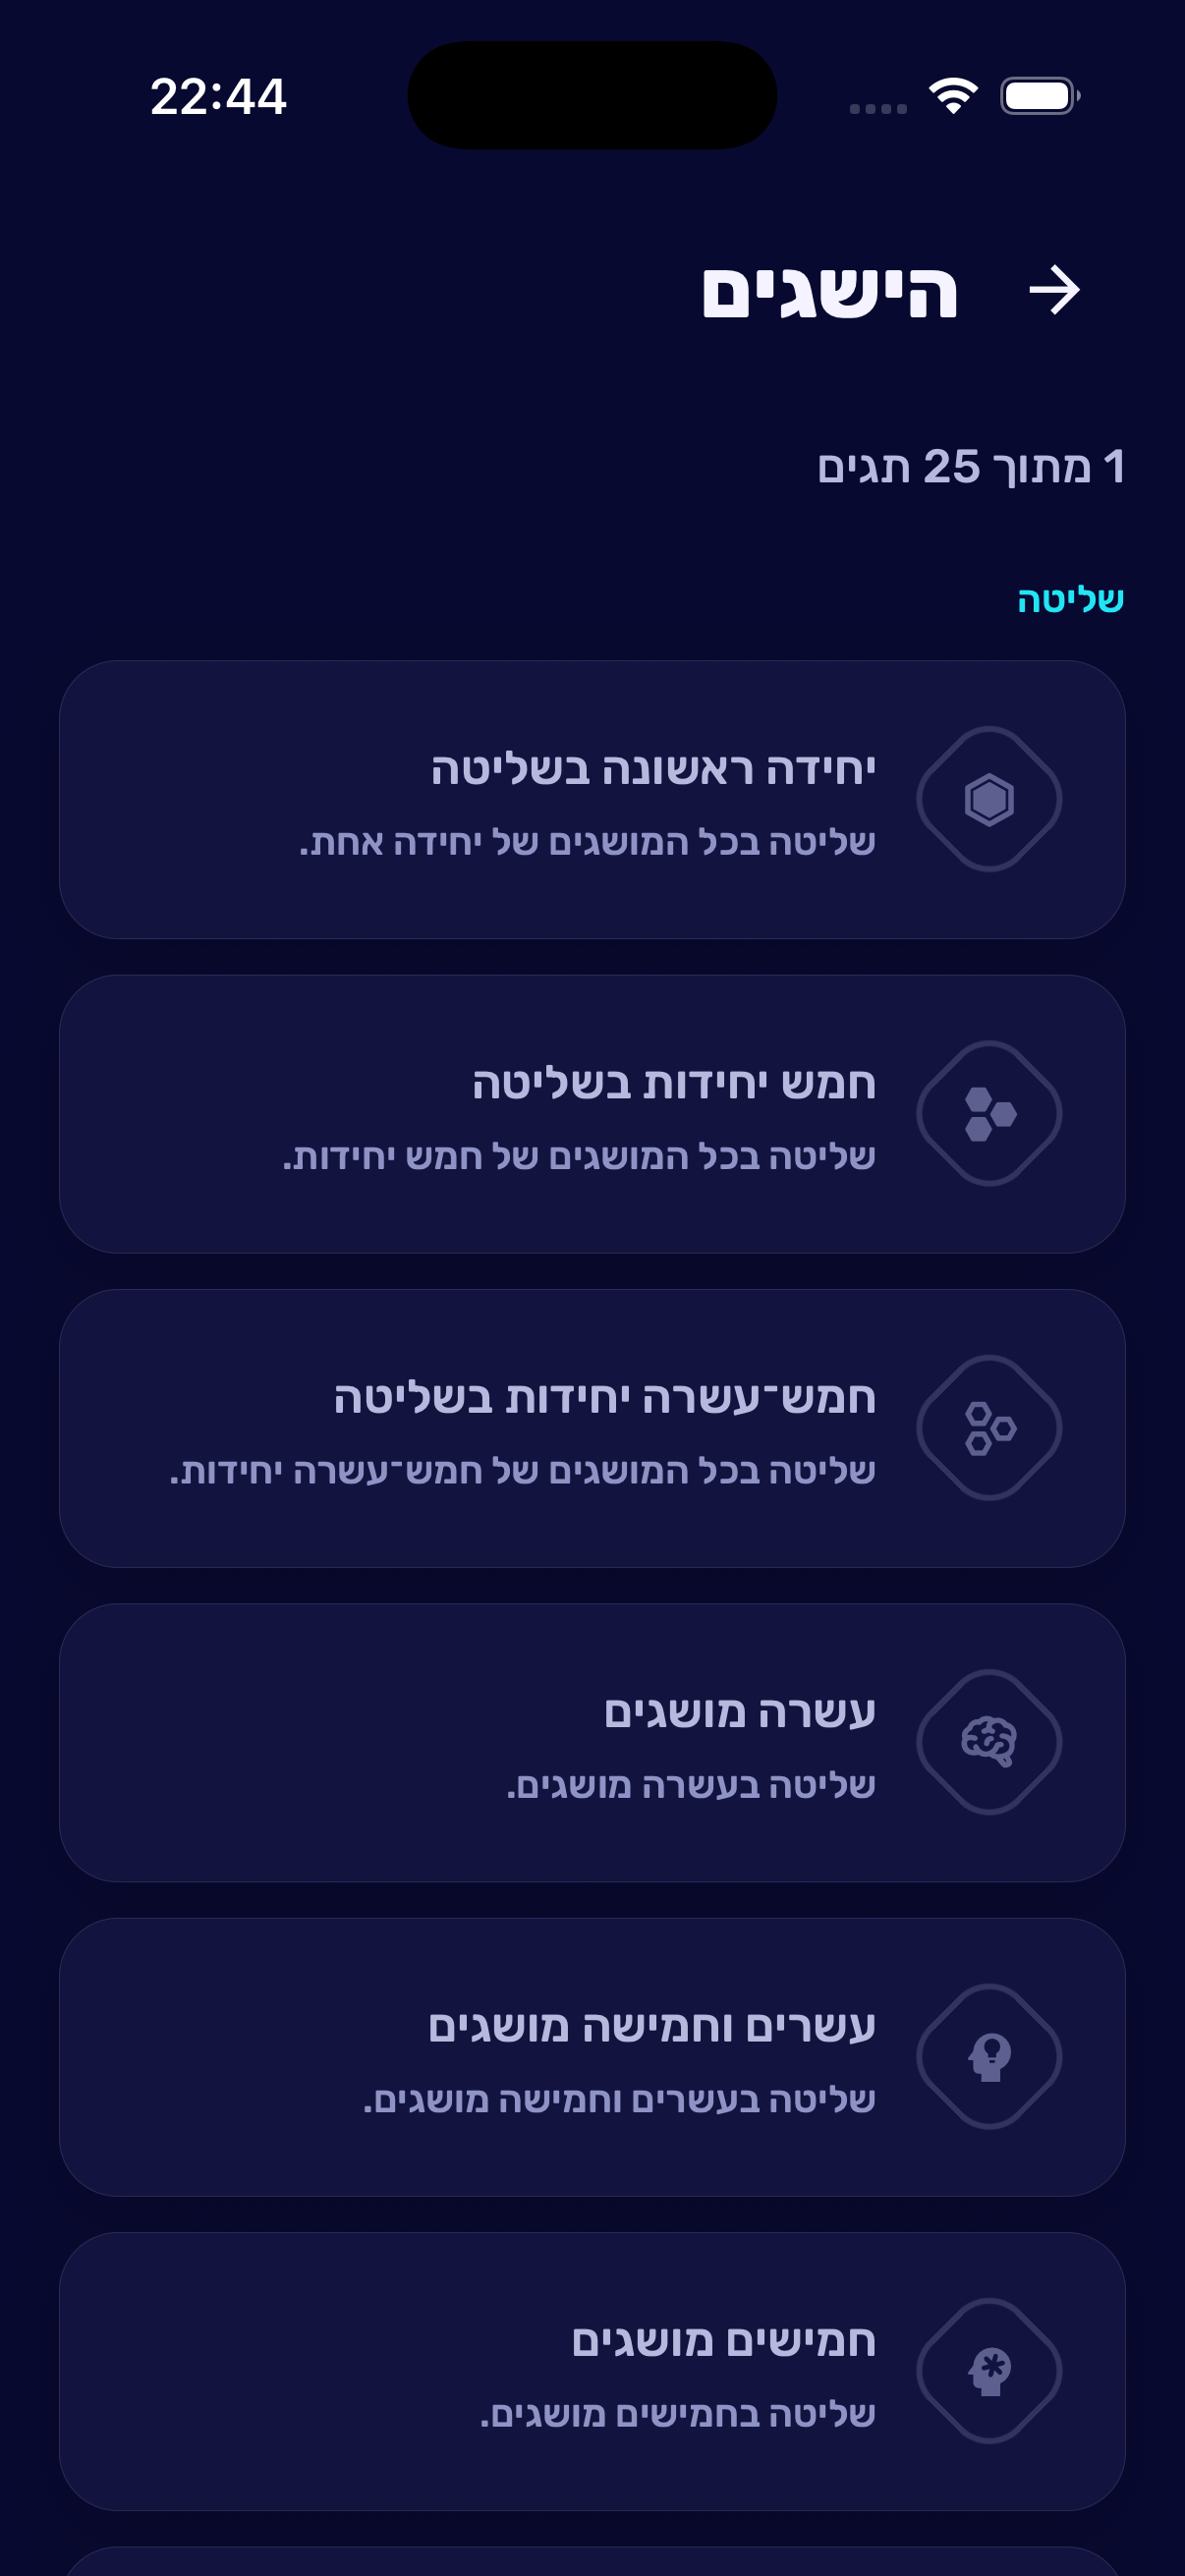 22:44
הישגים
1 מתוך 25 תגים
שליטה
יחידה ראשונה בשליטה
שליטה בכל המושגים של יחידה אחת.
חמש יחידות בשליטה
שליטה בכל המושגים של חמש יחידות.
חמש־עשרה יחידות בשליטה
שליטה בכל המושגים של חמש־עשרה יחידות.
עשרה מושגים
שליטה בעשרה מושגים.
עשרים וחמישה מושגים
שליטה בעשרים וחמישה מושגים.
חמישים מושגים
שליטה בחמישים מושגים.